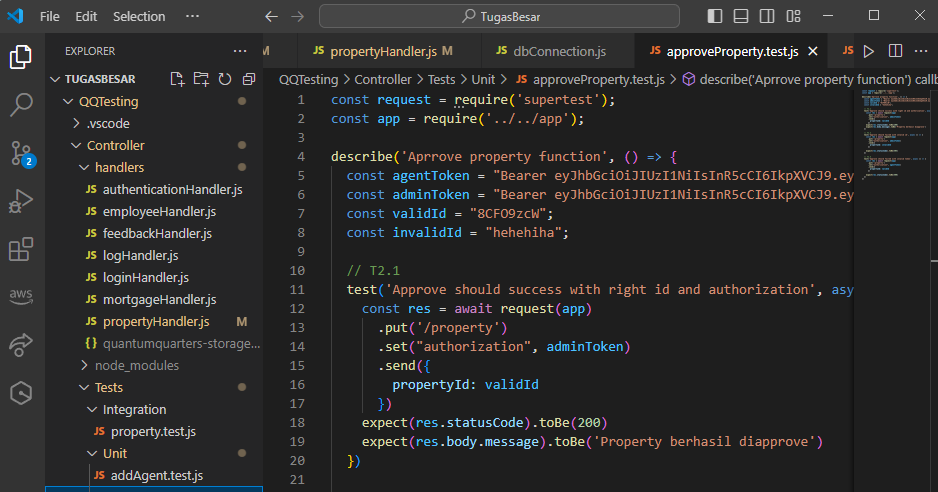 File Edit Selection ··· TugasBesar
EXPLORER ···
TUGASBESAR
QQTesting
.vscode
Controller
handlers
JS authenticationHandler.js
JS employeeHandler.js
JS feedbackHandler.js
JS logHandler.js
JS loginHandler.js
JS mortgageHandler.js
JS propertyHandler.js M
{} quantumquarters-storage...
node_modules
Tests
Integration
JS property.test.js
Unit
JS addAgent.test.js
2
aws
M JS propertyHandler.js M JS dbConnection.js JS approveProperty.test.js JS ···
QQTesting > Controller > Tests > Unit > JS approveProperty.test.js > describe('Aprrove property function') callb
1 const request = require('supertest');
2 const app = require('../../app');
3
4 describe('Aprrove property function', () => {
5 const agentToken = "Bearer eyJhbGciOiJIUzI1NiIsInR5cCI6IkpXVCJ9.ey
6 const adminToken = "Bearer eyJhbGciOiJIUzI1NiIsInR5cCI6IkpXVCJ9.ey
7 const validId = "8CFO9zcW";
8 const invalidId = "hehehiha";
9
10 // T2.1
11 test('Approve should success with right id and authorization', asy
12 const res = await request(app)
13 .put('/property')
14 .set("authorization", adminToken)
15 .send({
16 propertyId: validId
17 })
18 expect(res.statusCode).toBe(200)
19 expect(res.body.message).toBe('Property berhasil diapprove')
20 })
21